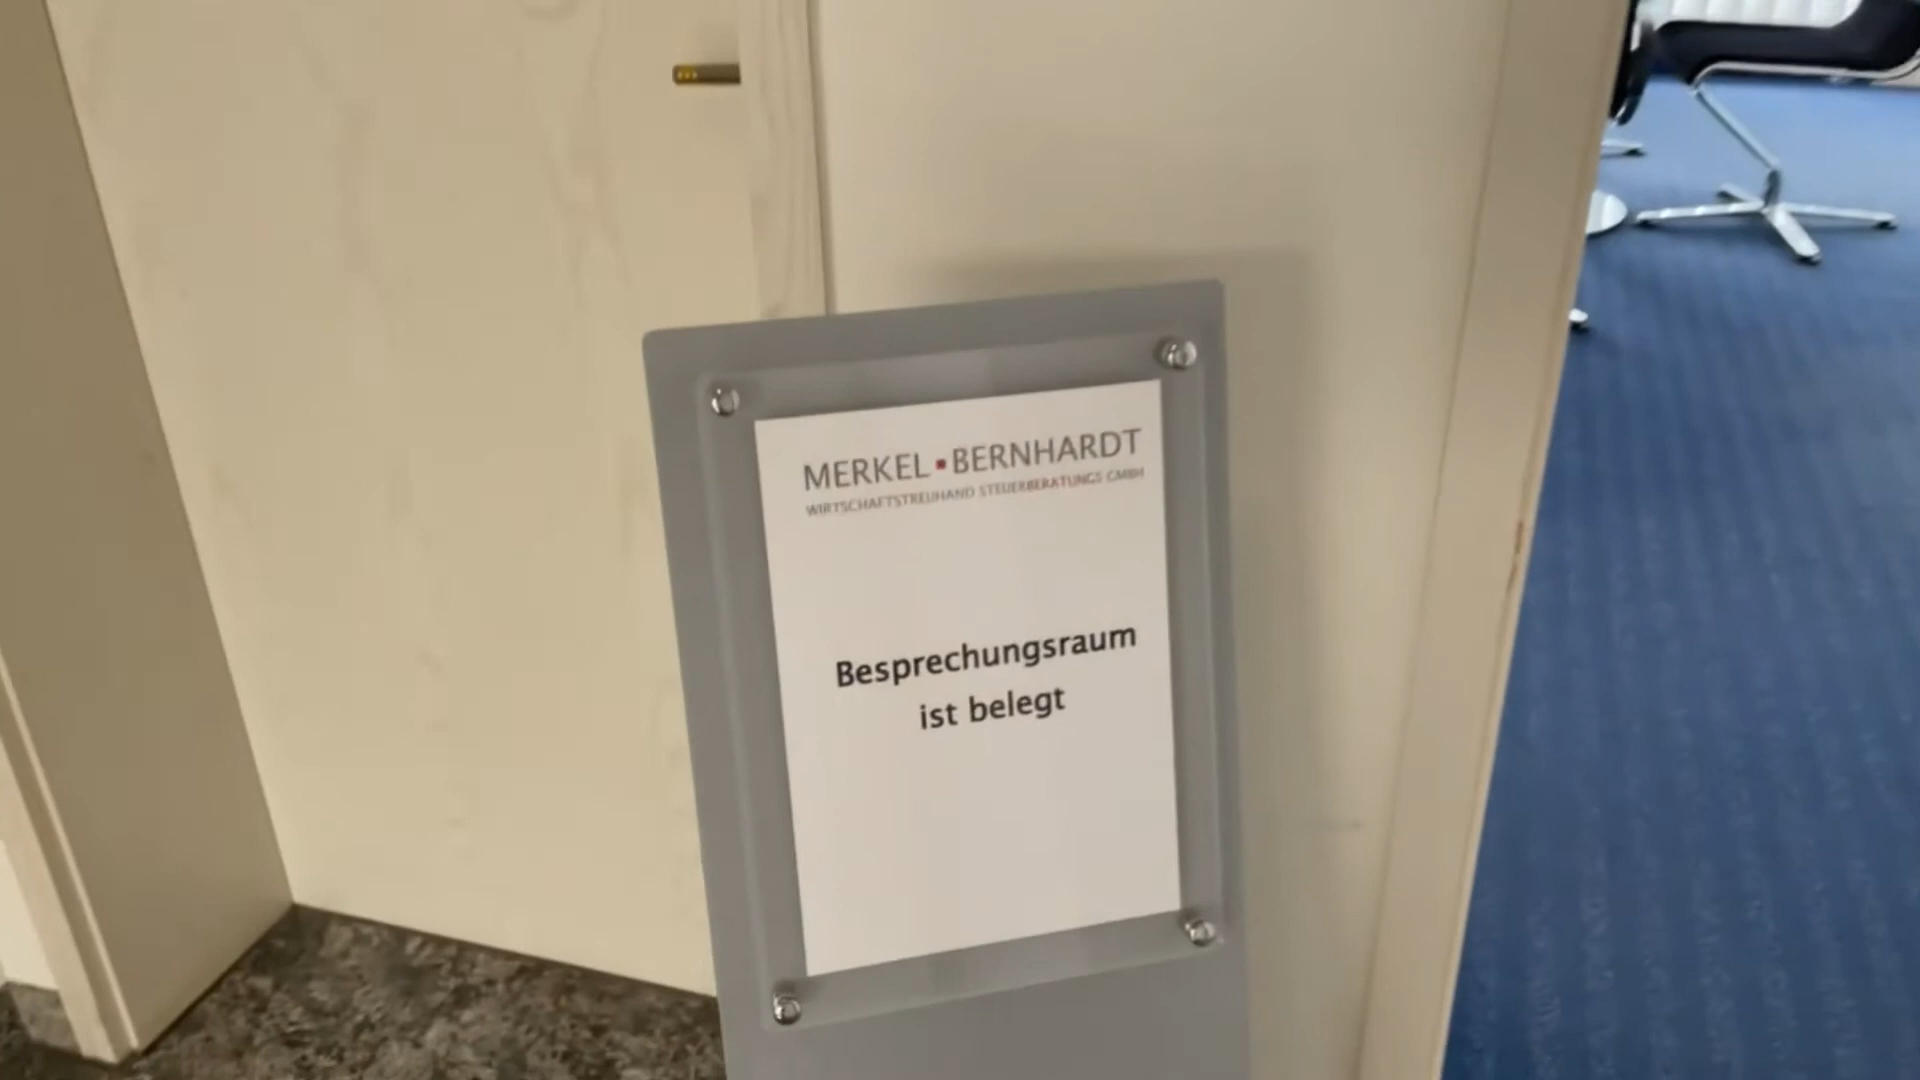 MERKEL▪BERNHARDT
WIRTSCHAFTSTREUHAND STEUERBERATUNGS GMBH
Besprechungsraum
ist belegt